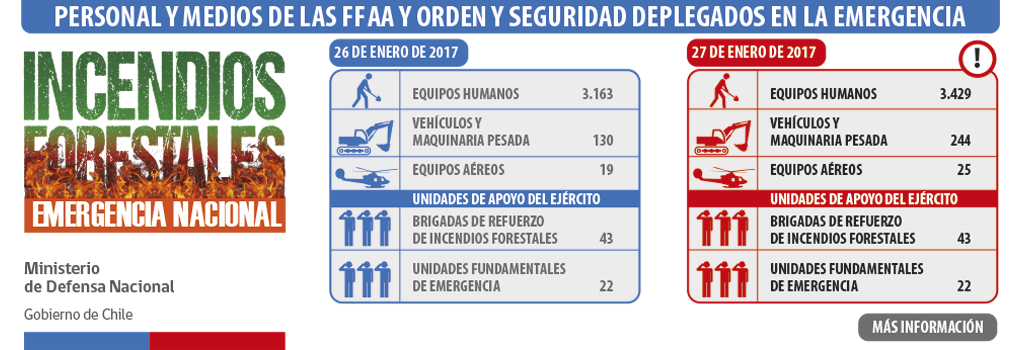 PERSONAL Y MEDIOS DE LAS FFAA Y ORDEN Y SEGURIDAD DEPLEGADOS EN LA EMERGENCIA
INCENDIOS
FORESTALES
EMERGENCIA NACIONAL
Ministerio
de Defensa Nacional
Gobierno de Chile
26 DE ENERO DE 2017
EQUIPOS HUMANOS 3.163
VEHÍCULOS Y
MAQUINARIA PESADA 130
EQUIPOS AÉREOS 19
UNIDADES DE APOYO DEL EJÉRCITO
BRIGADAS DE REFUERZO
DE INCENDIOS FORESTALES 43
UNIDADES FUNDAMENTALES
DE EMERGENCIA 22
27 DE ENERO DE 2017
!
EQUIPOS HUMANOS 3.429
VEHÍCULOS Y
MAQUINARIA PESADA 244
EQUIPOS AÉREOS 25
UNIDADES DE APOYO DEL EJÉRCITO
BRIGADAS DE REFUERZO
DE INCENDIOS FORESTALES 43
UNIDADES FUNDAMENTALES
DE EMERGENCIA 22
MÁS INFORMACIÓN